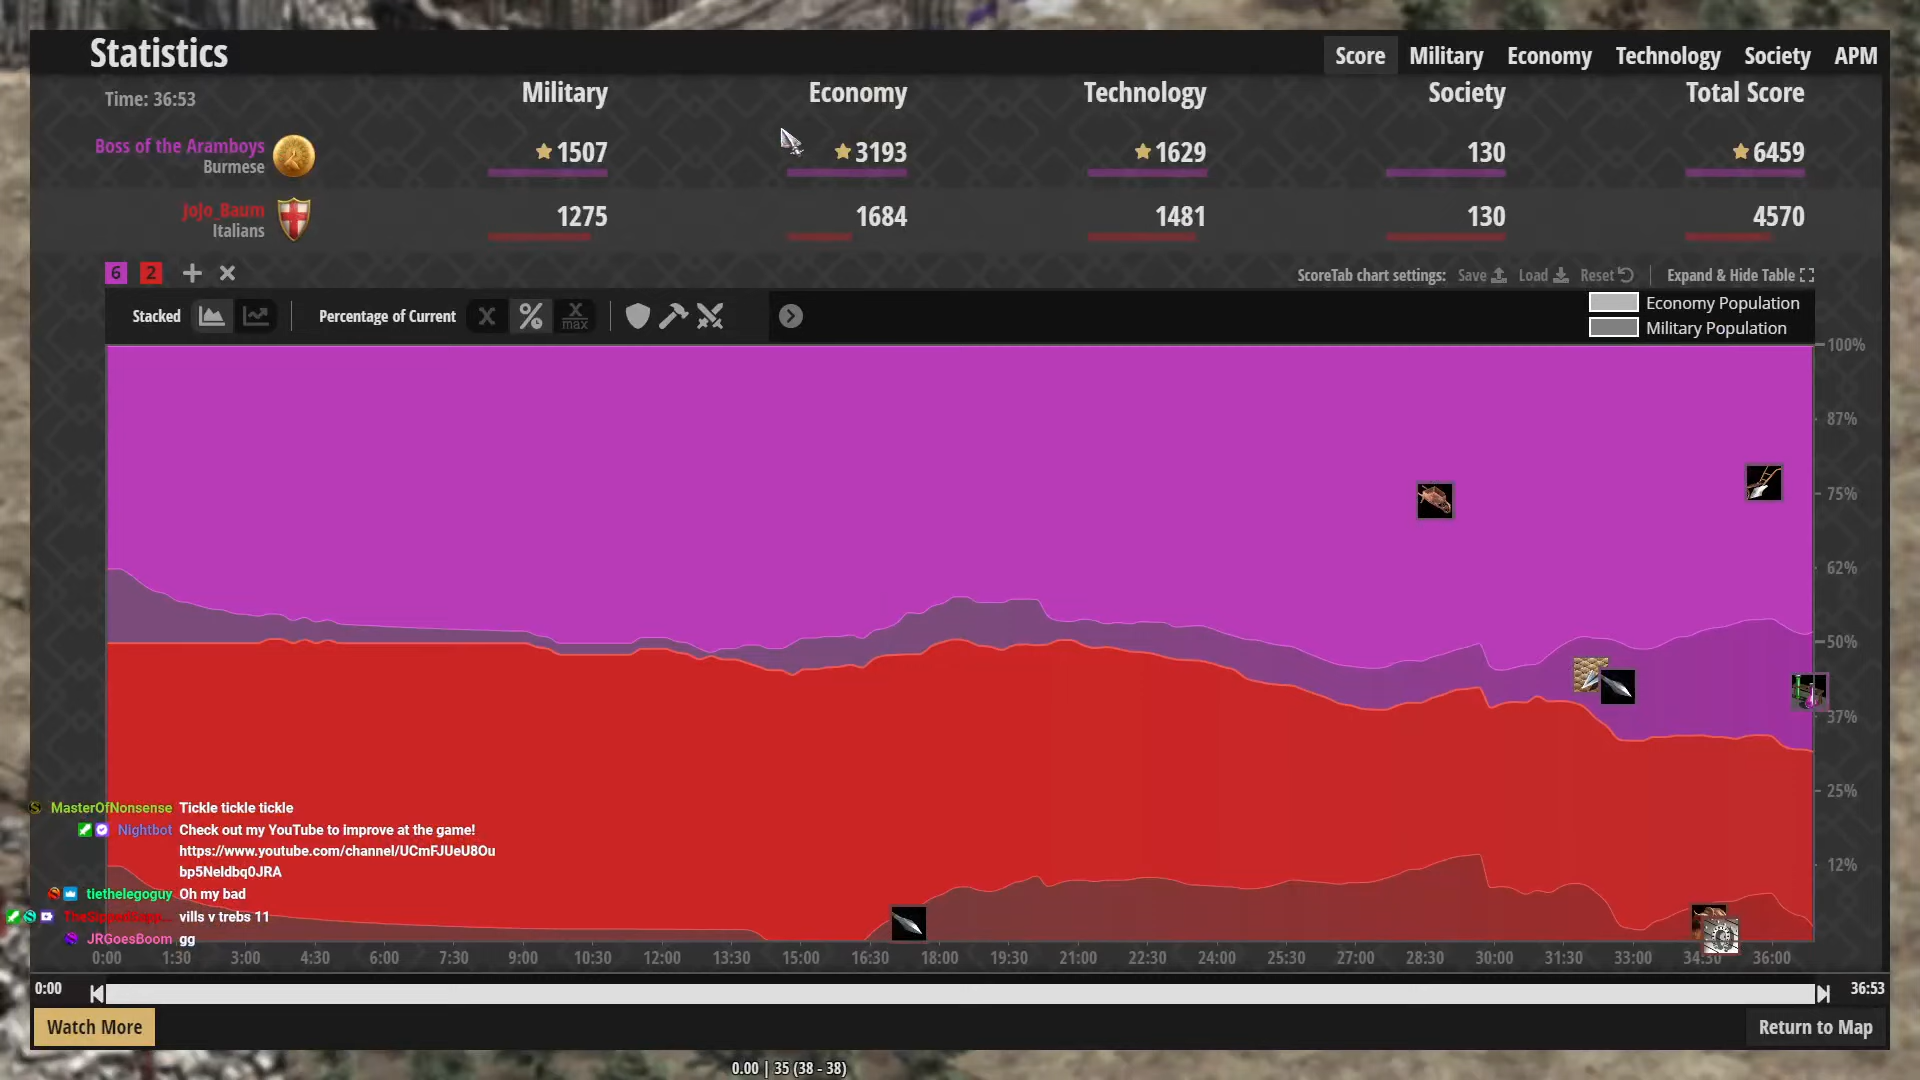 Statistics
Score Military Economy Technology Society APM
Time: 36:53 Military Economy Technology Society Total Score
Boss of the Aramboys 1507 3193 1629 130 6459
Burmese
JoJo_Baum 1275 1684 1481 130 4570
Italians
6 2
ScoreTab chart settings: Save Load Reset Expand & Hide Table
Stacked Percentage of Current X % X max
Economy Population
Military Population
100%
87%
75%
62%
50%
37%
25%
12%
MasterOfNonsense Tickle tickle tickle
Nightbot Check out my YouTube to improve at the game!
https://www.youtube.com/channel/UCmFJUeU8Ou
bp5Neldbq0JRA
tiethelegoguy Oh my bad
vills v trebs 11
JRGoesBoom gg
0:00 1:30 3:00 4:30 6:00 7:30 9:00 10:30 12:00 13:30 15:00 16:30 18:00 19:30 21:00 22:30 24:00 25:30 27:00 28:30 30:00 31:30 33:00 34:30 36:00
0:00 36:53
Watch More Return to Map
0.00 | 35 (38 - 38)